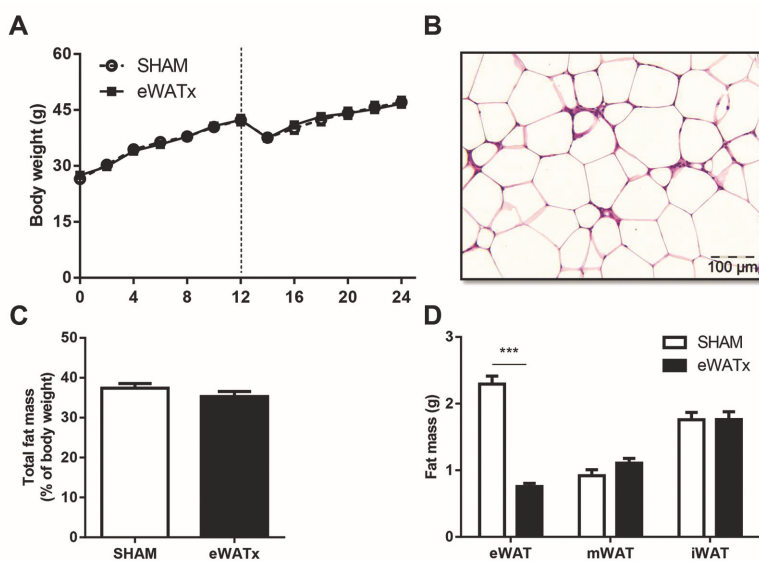 A
60
45
30
15
0
Body weight (g)
SHAM
eWATx
0 4 8 12 16 20 24
B
100 µm
C
50
40
30
20
10
0
Total fat mass
(% of body weight)
SHAM eWATx
D
3
2
1
0
Fat mass (g)
***
SHAM
eWATx
eWAT mWAT iWAT